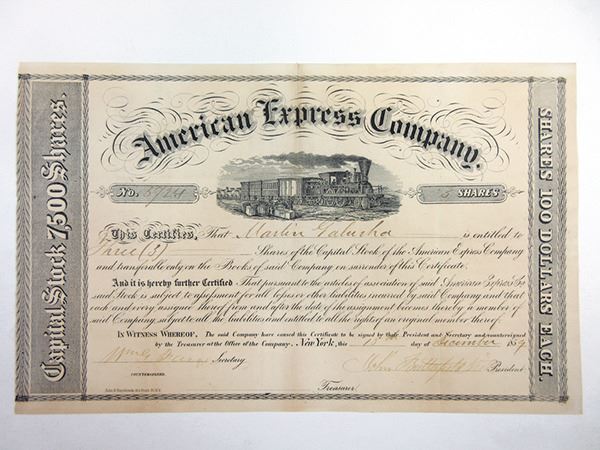 American Express Company.
No. 5724 SHARES
This Certifies, That Martin Galusha is entitled to
Three (3) Shares of the Capital Stock of the American Express Company
and transferable only on the Books of said Company on surrender of this Certificate.
And it is hereby further Certified - That pursuant to the articles of association of said American Express Co
said Stock is subject to apessment for all lofses or other liabilities incurred by said Company and that
each and every assignee thereof from and after the date of the assignment becomes thereby a member of
said Company subject to all the liabilities and entitled to all the rights of an original member thereof.
IN WITNESS WHEREOF, The said Company have caused this Certificate to be signed by their President and Secretary and countersigned
by the Treasurer at the Office of the Company, New York, this 15 day of December 1859
Secretary President
COUNTERSIGNED.
Treasurer.
Capital Stock 7500 Shares.
SHARES 100 DOLLARS EACH.